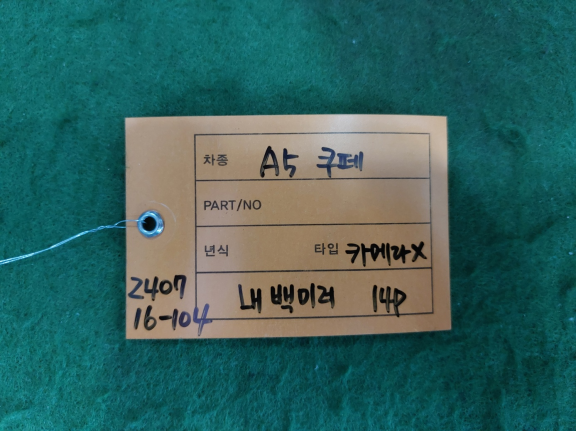 차종 A5 쿠페
PART/NO
년식 타입 카메라X
내 백미러 14P
2407
16-104